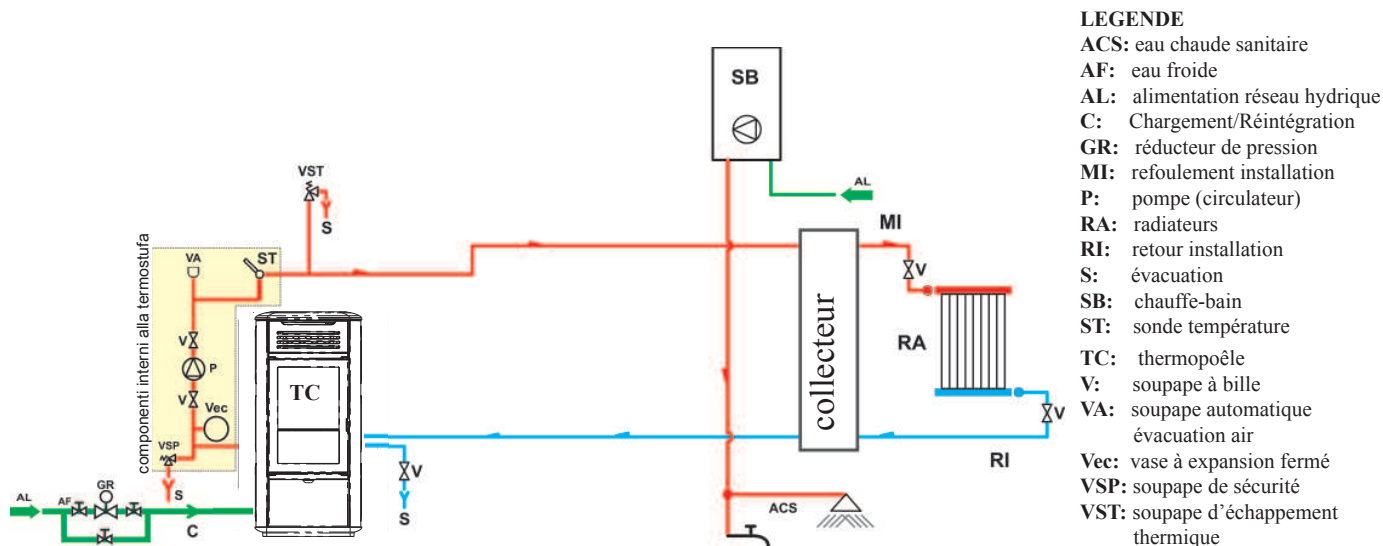 SB
AL
VST
S
MI
componenti interni alla termostufa
VA
ST
V
V
P
V
Vec
VSP
TC
collecteur
RA
V
RI
V
S
S
AL
AF
GR
C
ACS
LEGENDE
ACS: eau chaude sanitaire
AF: eau froide
AL: alimentation réseau hydrique
C: Chargement/Réintégration
GR: réducteur de pression
MI: refoulement installation
P: pompe (circulateur)
RA: radiateurs
RI: retour installation
S: évacuation
SB: chauffe-bain
ST: sonde température
TC: thermopoêle
V: soupape à bille
VA: soupape automatique
évacuation air
Vec: vase à expansion fermé
VSP: soupape de sécurité
VST: soupape d'échappement
thermique